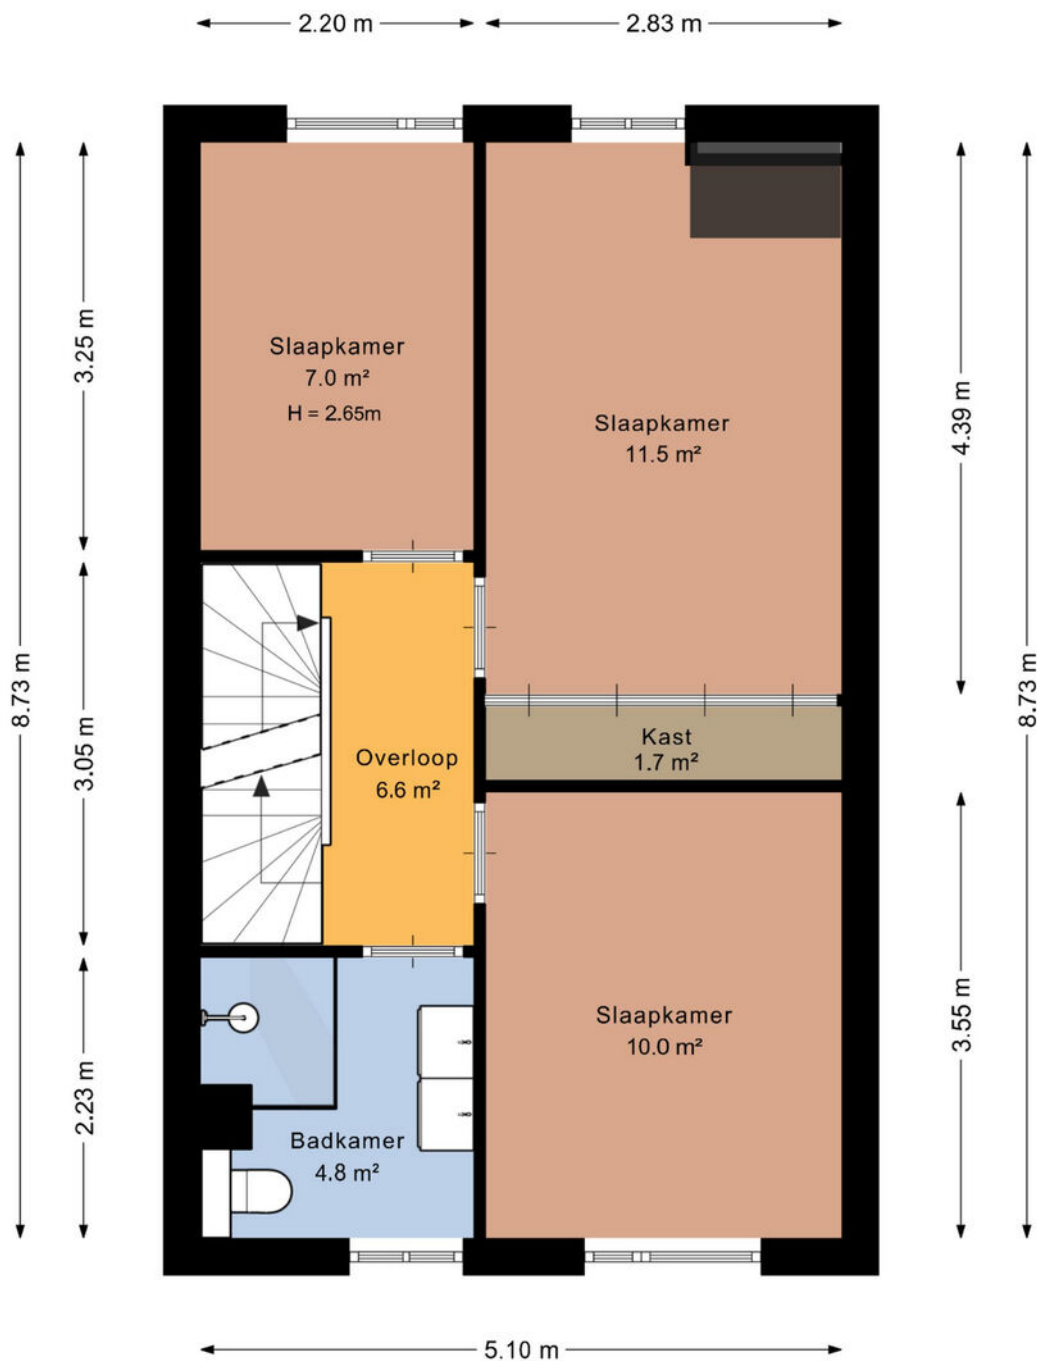 2.20 m
2.83 m
3.25 m
4.39 m
Slaapkamer
7.0 m²
H = 2.65m
Slaapkamer
11.5 m²
8.73 m
8.73 m
3.05 m
Overloop
6.6 m²
Kast
1.7 m²
Slaapkamer
10.0 m²
3.55 m
2.23 m
Badkamer
4.8 m²
5.10 m